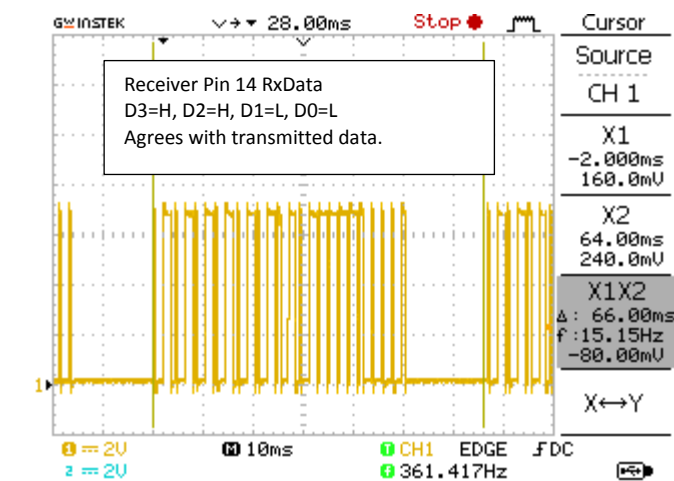 GWINSTEK 28.00ms Stop Cursor
Source
CH 1
Receiver Pin 14 RxData
D3=H, D2=H, D1=L, D0=L
Agrees with transmitted data.
X1
-2.000ms
160.0mV
X2
64.00ms
240.0mV
X1X2
Δ: 66.00ms
f:15.15Hz
-80.00mV
1
X↔Y
1 2V M 10ms T CH1 EDGE DC
2 2V f 361.417Hz